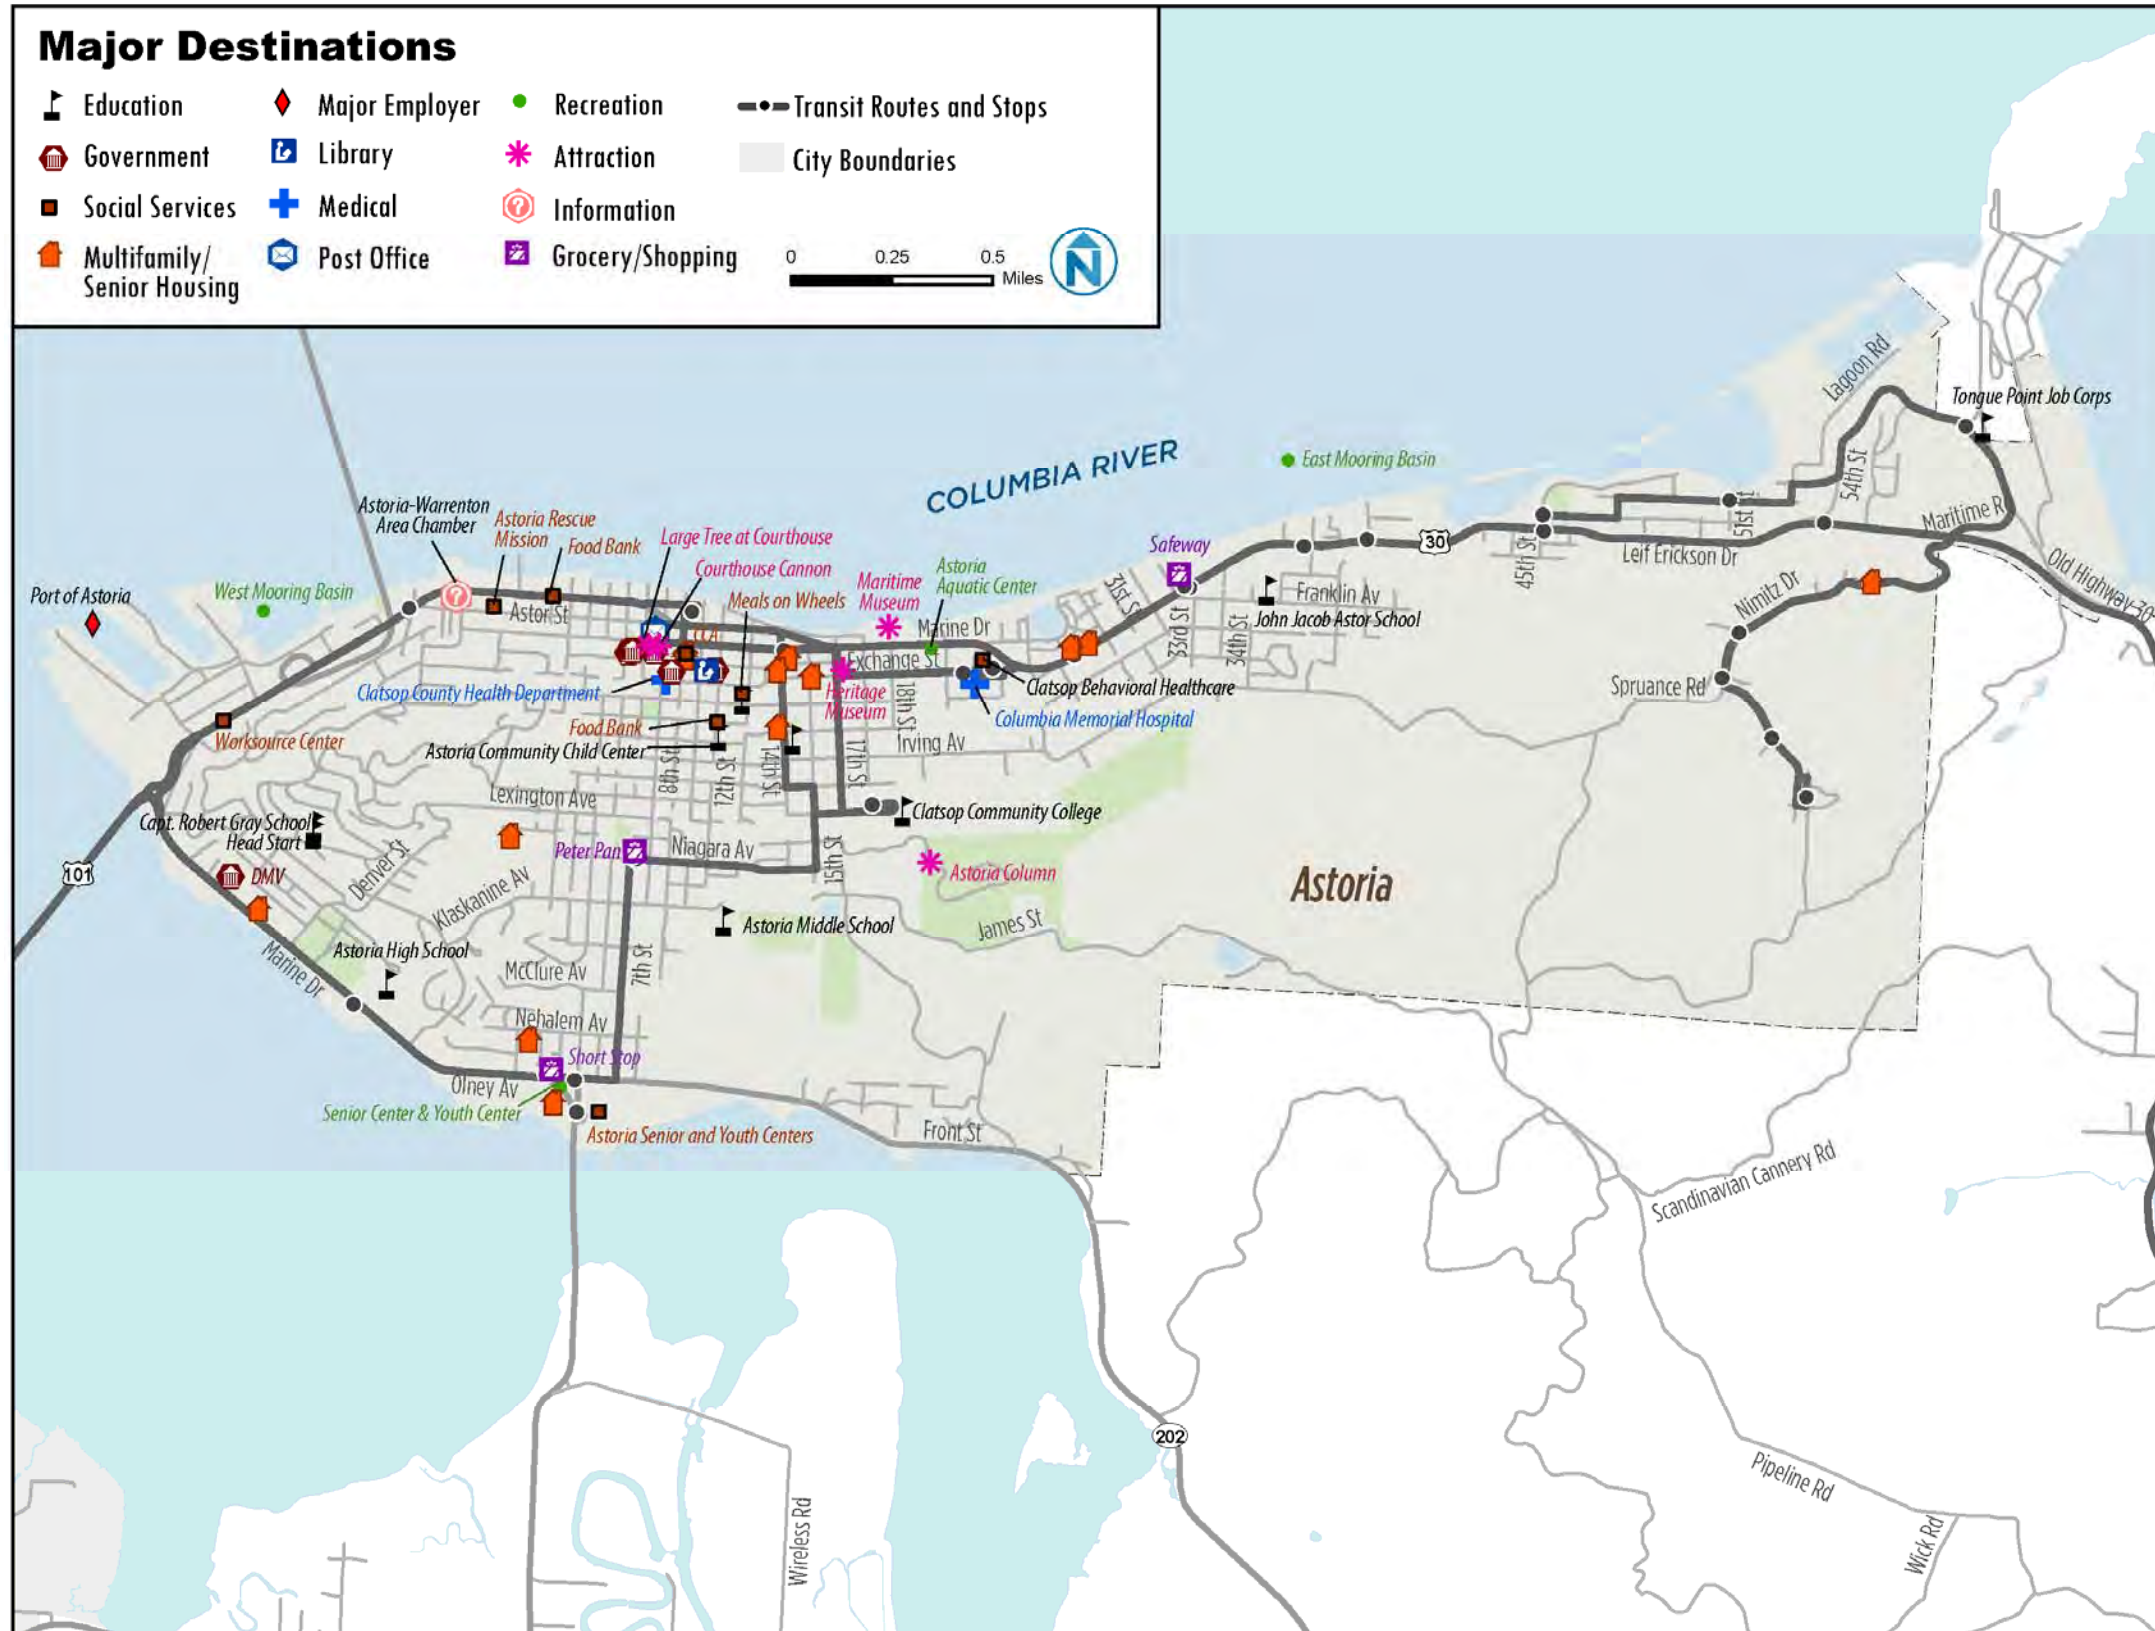 Major Destinations
Education
Government
Social Services
Multifamily/
Senior Housing
Major Employer
Library
Medical
Post Office
Recreation
Attraction
Information
Grocery/Shopping
Transit Routes and Stops
City Boundaries
0 0.25 0.5
Miles
N
Lagoon Rd
Tongue Point Job Corps
COLUMBIA RIVER
East Mooring Basin
54th St
51st St
Maritime R
30
Leif Erickson Dr
45th St
Old Highway 30
Nimitz Dr
Spruance Rd
Astoria-Warrenton
Area Chamber
Astoria Rescue
Mission
Food Bank
Large Tree at Courthouse
Courthouse Cannon
Meals on Wheels
Maritime
Museum
Astoria
Aquatic Center
Safeway
31st S
33rd St
34th St
Franklin Av
John Jacob Astor School
Port of Astoria
West Mooring Basin
Astor St
CCA
Marine Dr
Exchange St
Heritage
Museum
18th St
Clatsop Behavioral Healthcare
Columbia Memorial Hospital
Clatsop County Health Department
Food Bank
Astoria Community Child Center
Worksource Center
8th St
12th St
14th St
17th St
Irving Av
Lexington Ave
Clatsop Community College
Capt. Robert Gray School
Head Start
Peter Pan
Niagara Av
15th St
Astoria Column
101
DMV
Denver St
Klaskanine Av
Astoria
Astoria Middle School
James St
Astoria High School
Marine Dr
McClure Av
7th St
Nehalem Av
Short Stop
Olney Av
Senior Center & Youth Center
Astoria Senior and Youth Centers
Front St
Scandinavian Cannery Rd
202
Pipeline Rd
Wick Rd
Wireless Rd